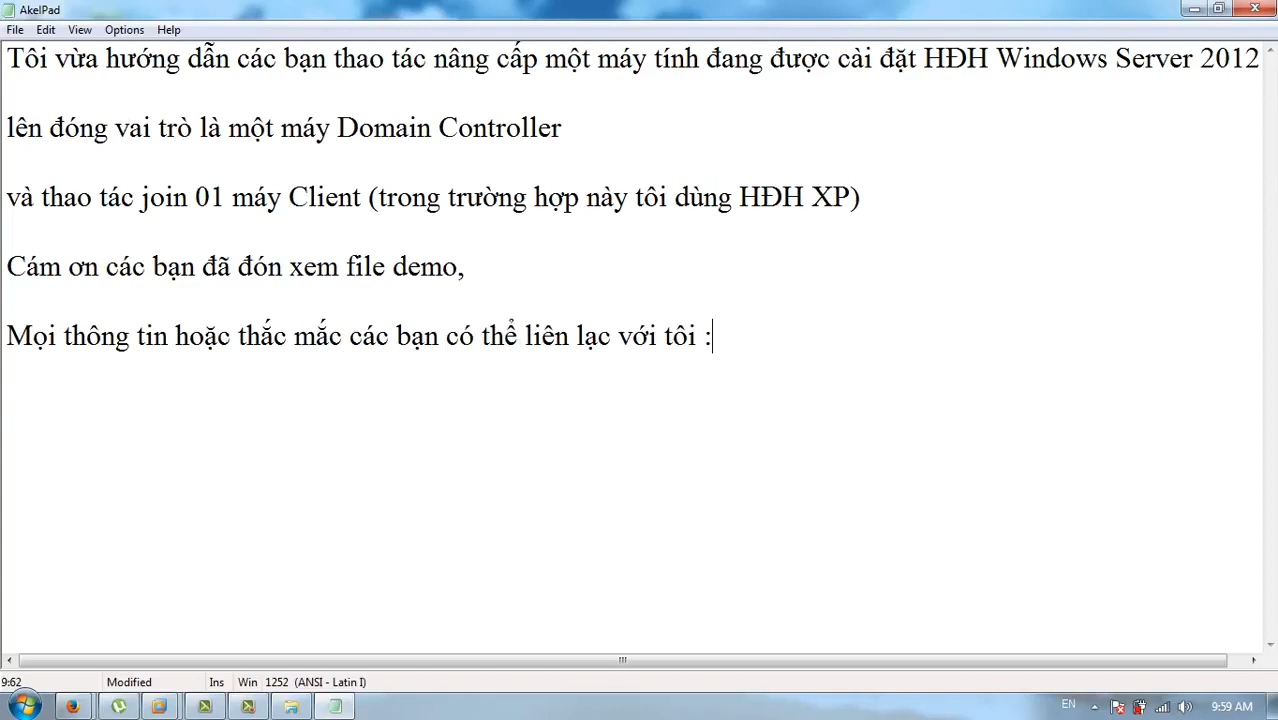 AkelPad
File Edit View Options Help
Tôi vừa hướng dẫn các bạn thao tác nâng cấp một máy tính đang được cài đặt HĐH Windows Server 2012
lên đóng vai trò là một máy Domain Controller
và thao tác join 01 máy Client (trong trường hợp này tôi dùng HĐH XP)
Cám ơn các bạn đã đón xem file demo,
Mọi thông tin hoặc thắc mắc các bạn có thể liên lạc với tôi :
9:62 Modified Ins Win 1252 (ANSI - Latin I)
EN 9:59 AM